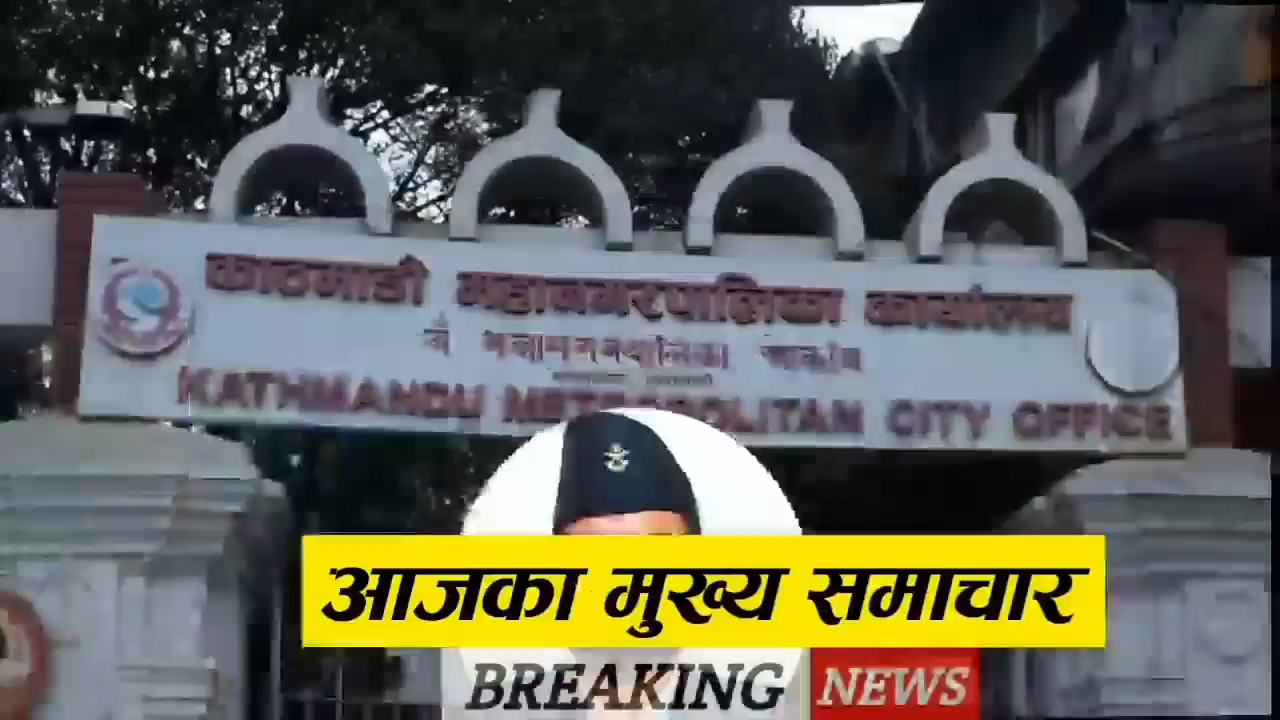 काठमाडौं महानगरपालिका कार्यालय
KATHMANDU METROPOLITAN CITY OFFICE
आजका मुख्य समाचार
BREAKING NEWS